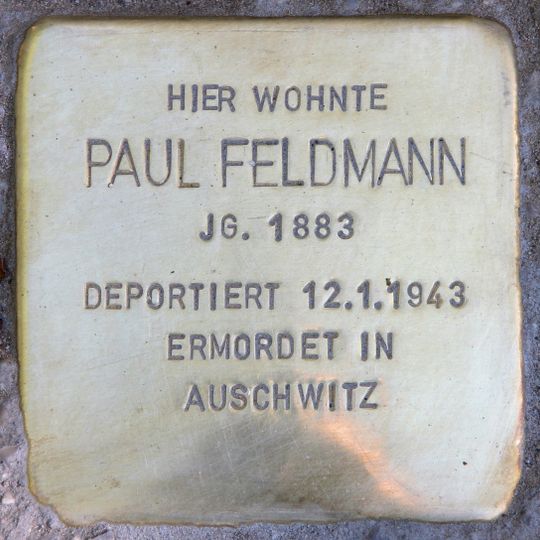 HIER WOHNTE
PAUL FELDMANN
JG. 1883
DEPORTIERT 12.1.1943
ERMORDET IN
AUSCHWITZ